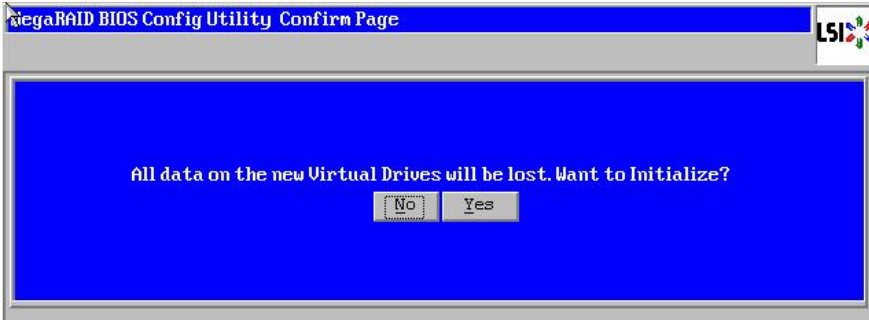 MegaRAID BIOS Config Utility Confirm Page
LSI
All data on the new Virtual Drives will be lost. Want to Initialize?
No Yes